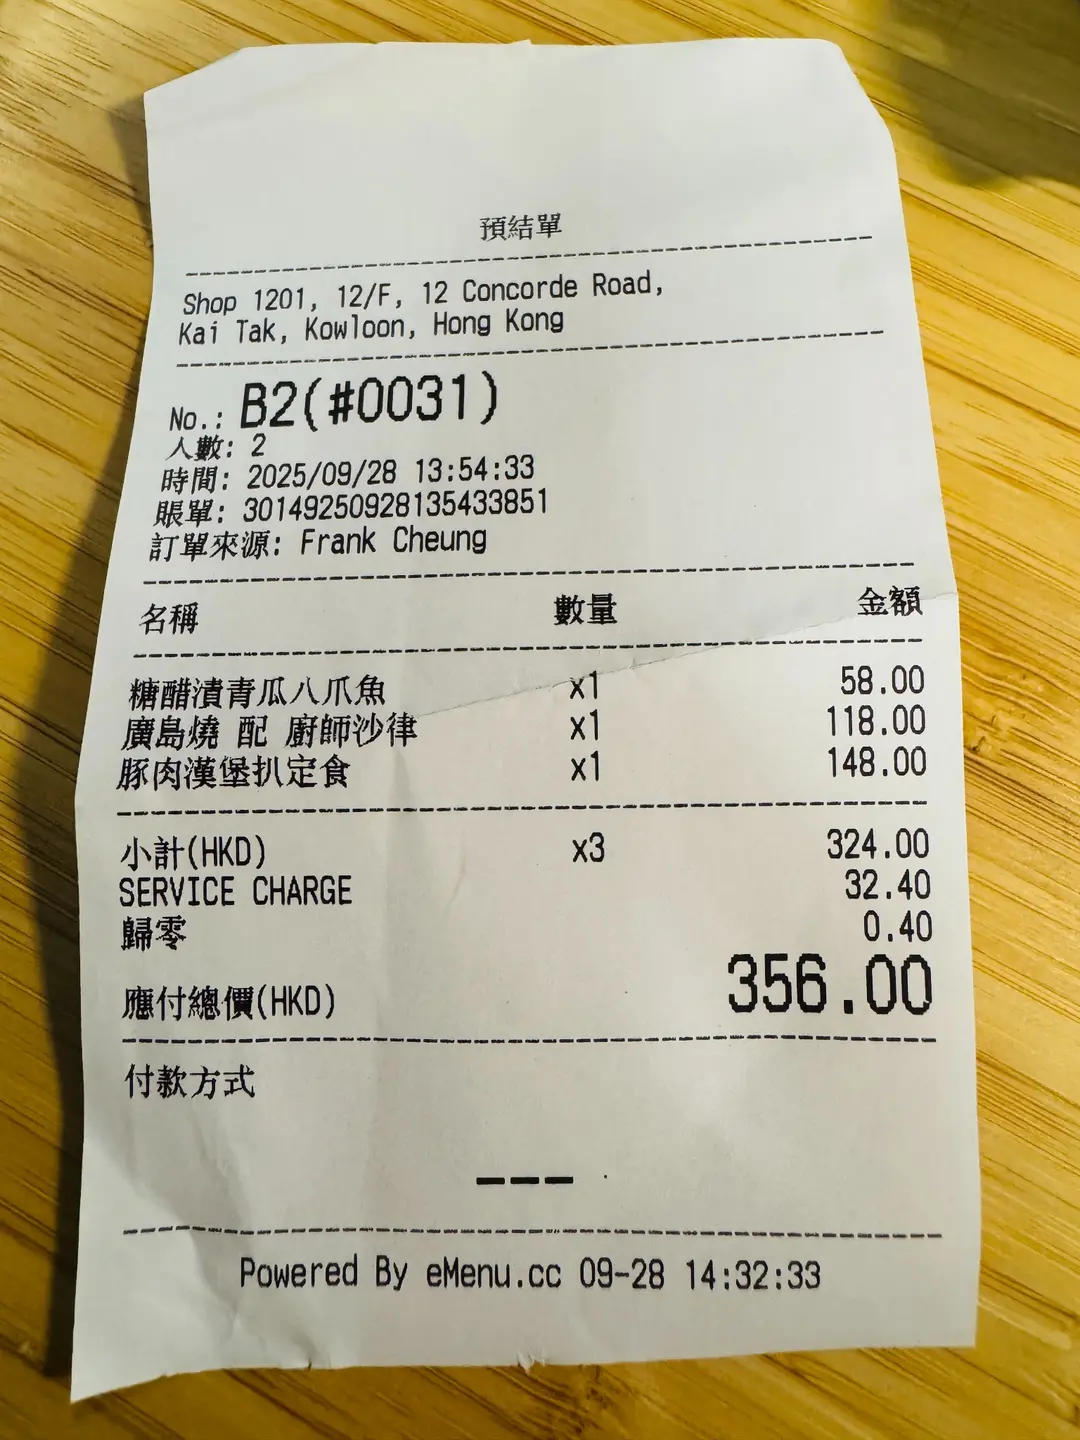 預結單
Shop 1201, 12/F, 12 Concorde Road,
Kai Tak, Kowloon, Hong Kong
No.: B2(#0031)
人數: 2
時間: 2025/09/28 13:54:33
賬單: 30149250928135433851
訂單來源: Frank Cheung
名稱 數量 金額
糖醋漬青瓜八爪魚 x1 58.00
廣島燒 配 廚師沙律 x1 118.00
豚肉漢堡扒定食 x1 148.00
小計(HKD) x3 324.00
SERVICE CHARGE 32.40
歸零 0.40
應付總價(HKD) 356.00
付款方式
---
Powered By eMenu.cc 09-28 14:32:33